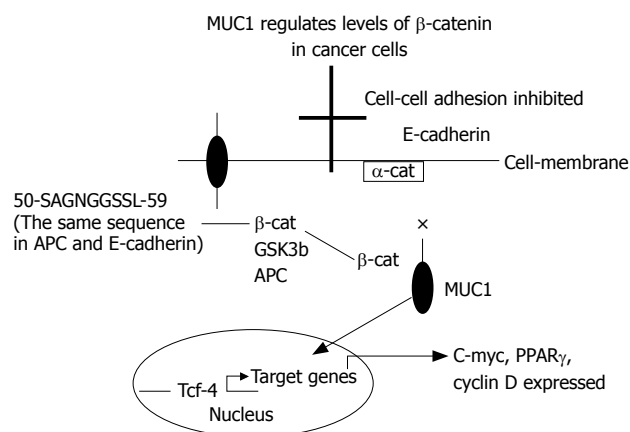 MUC1 regulates levels of β-catenin
in cancer cells
Cell-cell adhesion inhibited
E-cadherin
Cell-membrane
α-cat
50-SAGNGGSSL-59
(The same sequence
in APC and E-cadherin)
β-cat
GSK3b
APC
β-cat
×
MUC1
C-myc, PPARγ,
cyclin D expressed
Target genes
Tcf-4
Nucleus